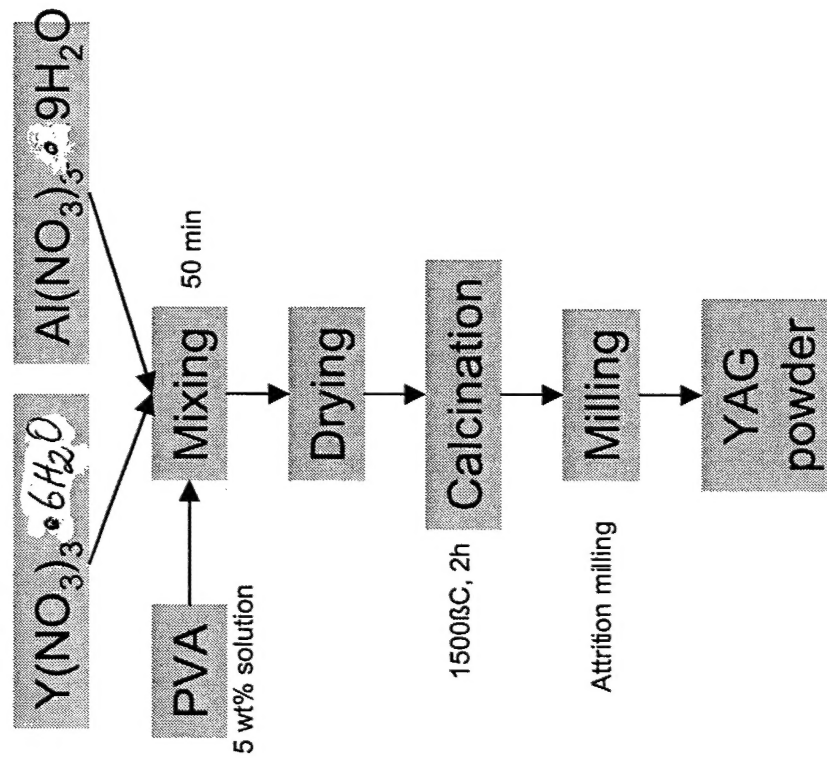 Y(NO3)3 • 6H2O
Al(NO3)3 • 9H2O
PVA
5 wt% solution
Mixing
50 min
Drying
Calcination
1500ßC, 2h
Milling
Attrition milling
YAG
powder